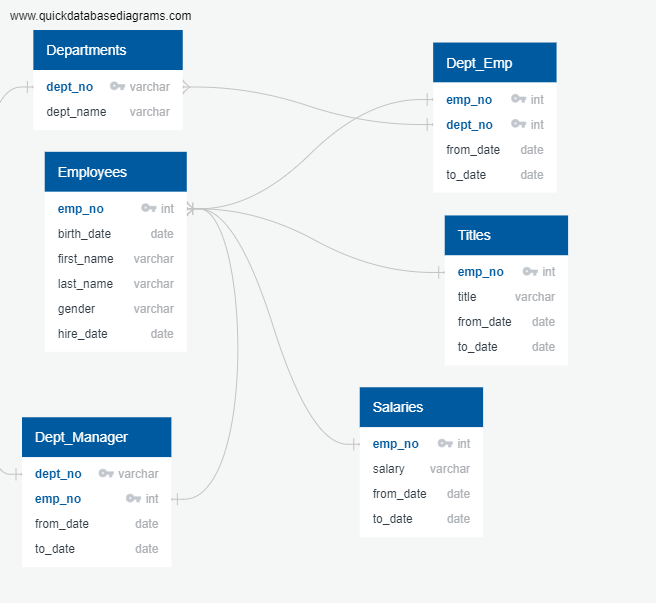 www.quickdatabasediagrams.com
Departments
dept_no varchar
dept_name varchar
Employees
emp_no int
birth_date date
first_name varchar
last_name varchar
gender varchar
hire_date date
Dept_Manager
dept_no varchar
emp_no int
from_date date
to_date date
Dept_Emp
emp_no int
dept_no int
from_date date
to_date date
Titles
emp_no int
title varchar
from_date date
to_date date
Salaries
emp_no int
salary varchar
from_date date
to_date date